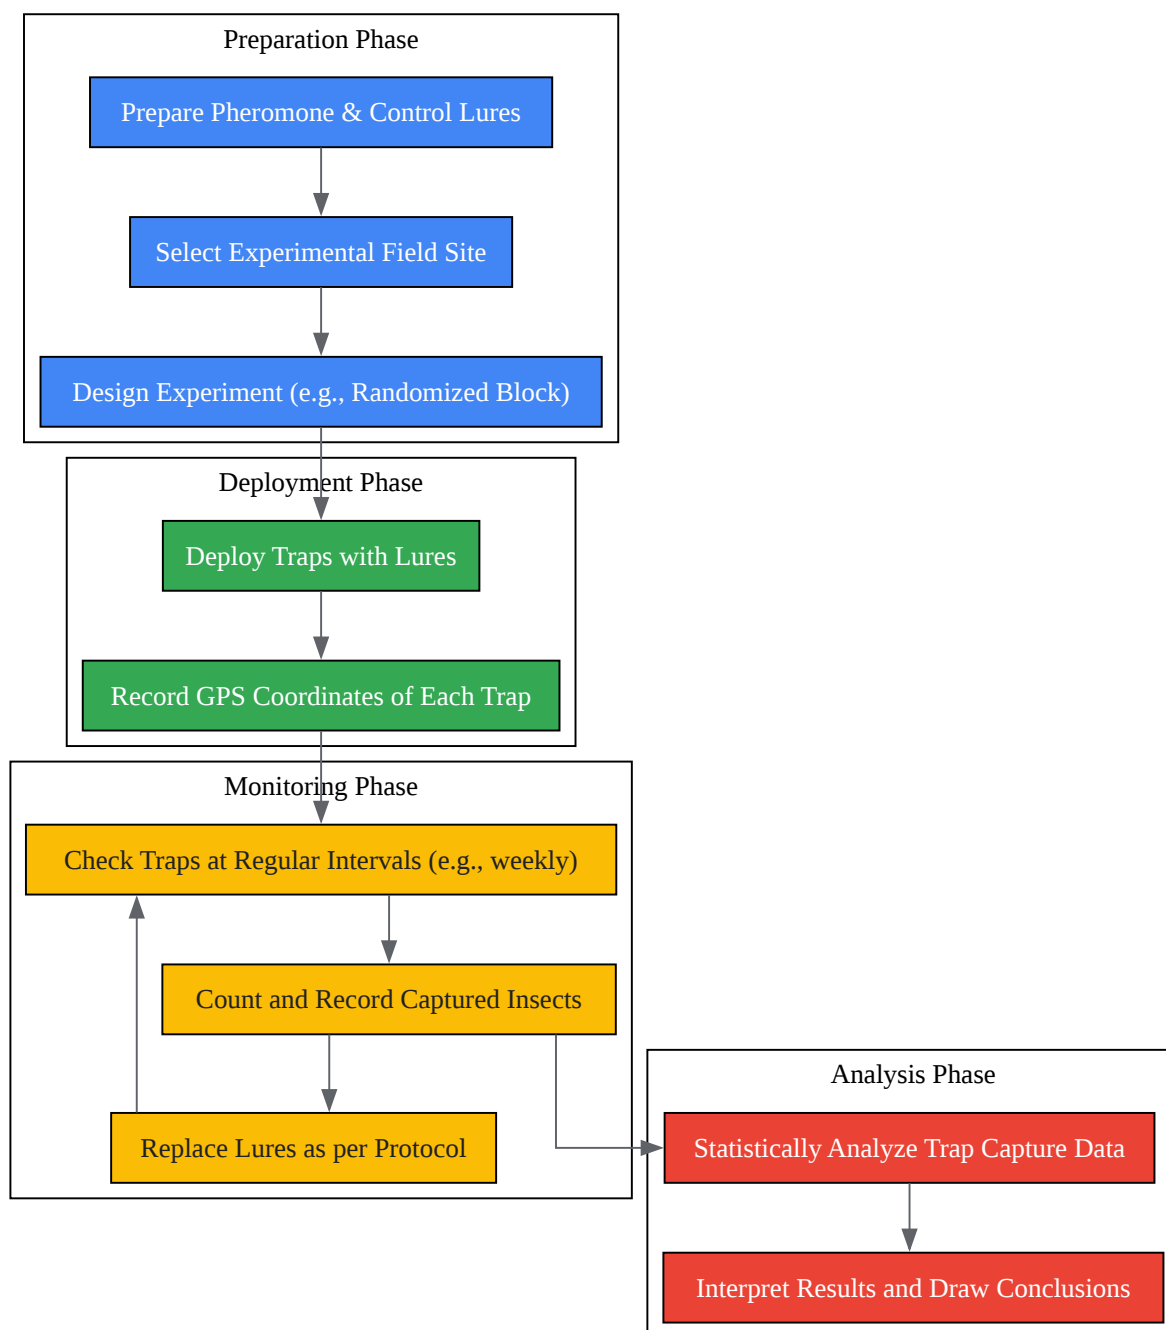 Preparation Phase
Prepare Pheromone & Control Lures
Select Experimental Field Site
Design Experiment (e.g., Randomized Block)
Deployment Phase
Deploy Traps with Lures
Record GPS Coordinates of Each Trap
Monitoring Phase
Check Traps at Regular Intervals (e.g., weekly)
Count and Record Captured Insects
Replace Lures as per Protocol
Analysis Phase
Statistically Analyze Trap Capture Data
Interpret Results and Draw Conclusions